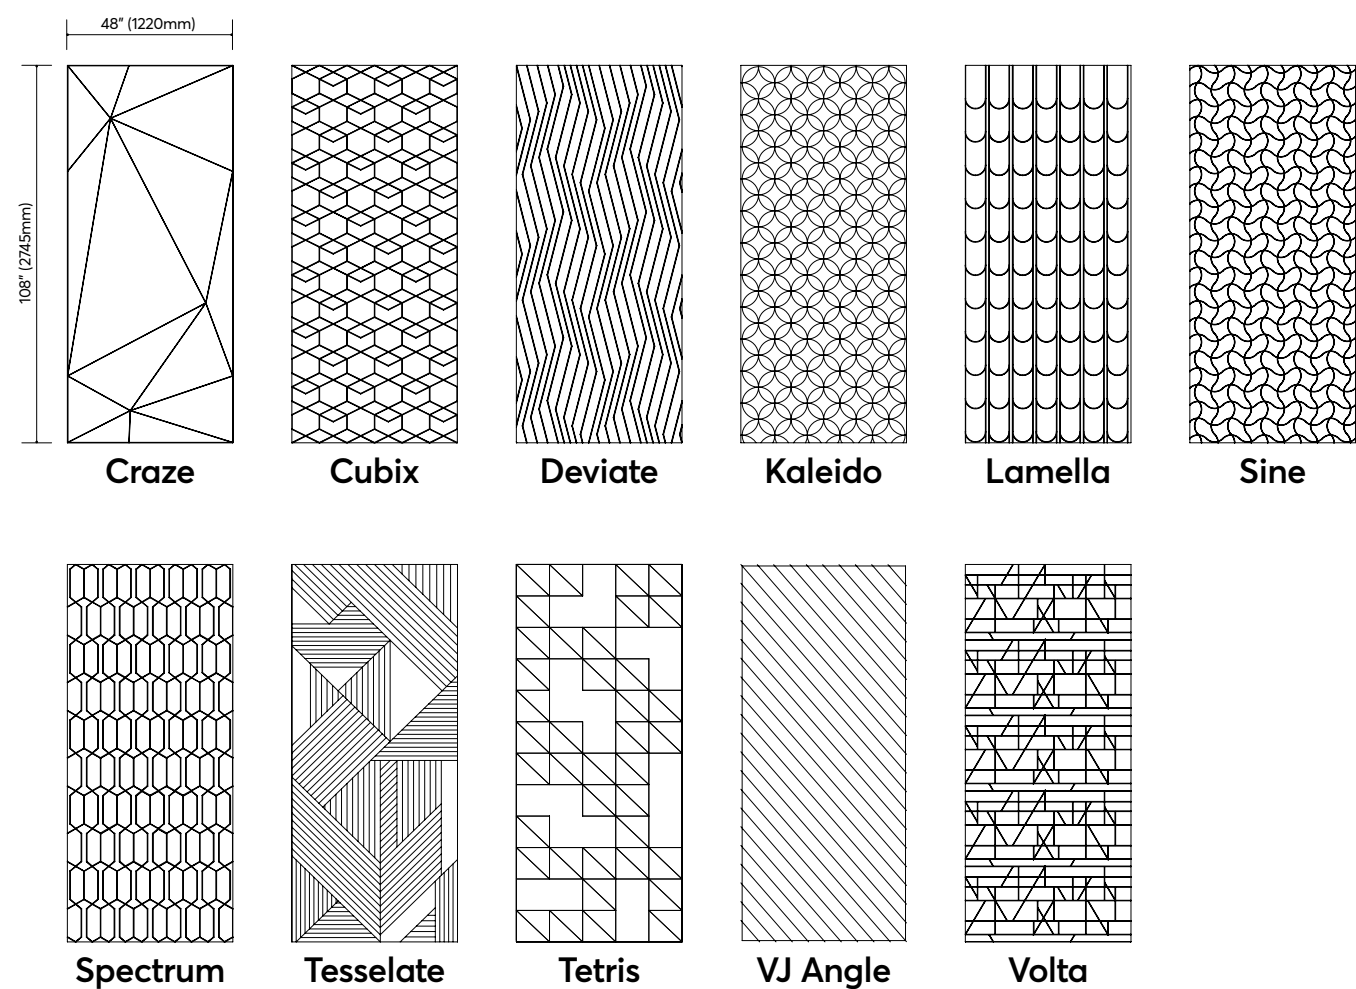 48” (1220mm)
108” (2745mm)
Craze
Cubix
Deviate
Kaleido
Lamella
Sine
Spectrum
Tesselate
Tetris
VJ Angle
Volta